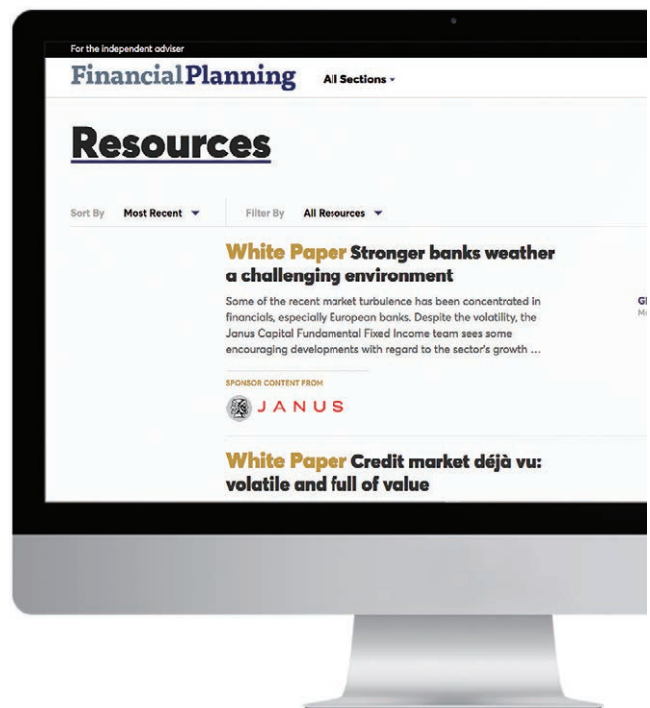 For the independent adviser
FinancialPlanning
All Sections
Resources
Sort By Most Recent Filter By All Resources
White Paper Stronger banks weather
a challenging environment
Some of the recent market turbulence has been concentrated in
financials, especially European banks. Despite the volatility, the
Janus Capital Fundamental Fixed Income team sees some
encouraging developments with regard to the sector's growth ...
SPONSOR CONTENT FROM
JANUS
White Paper Credit market déjà vu:
volatile and full of value